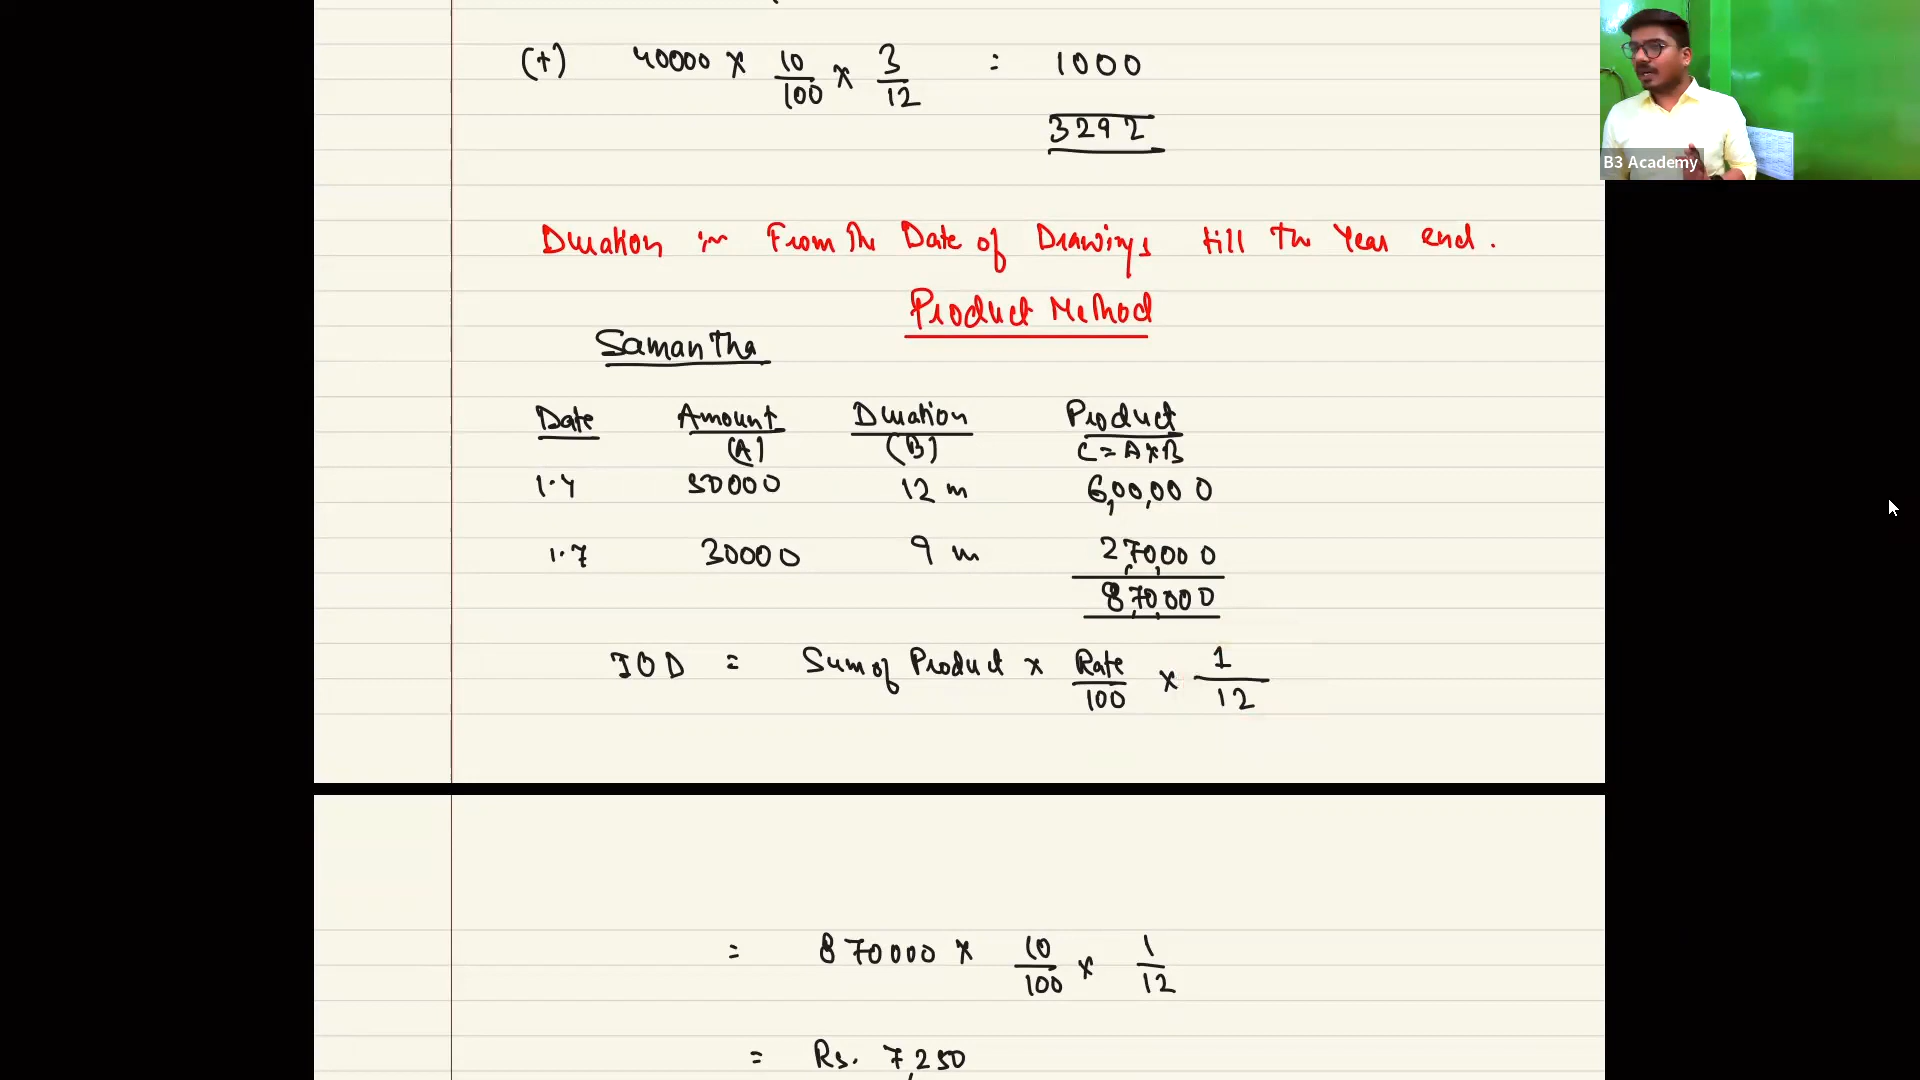 (+) 40000 x 10/100 x 3/12 = 1000
3292
B3 Academy
Duration :- From the Date of Drawings till the Year end.
Product Method
Samantha
Date Amount Duration Product
(A) (B) C = A x B
1.4 50000 12 m 6,00,000
1.7 30000 9 m 2,70,000
8,70,000
IOD = Sum of Product x Rate/100 x 1/12
= 870000 x 10/100 x 1/12
= Rs. 7,250